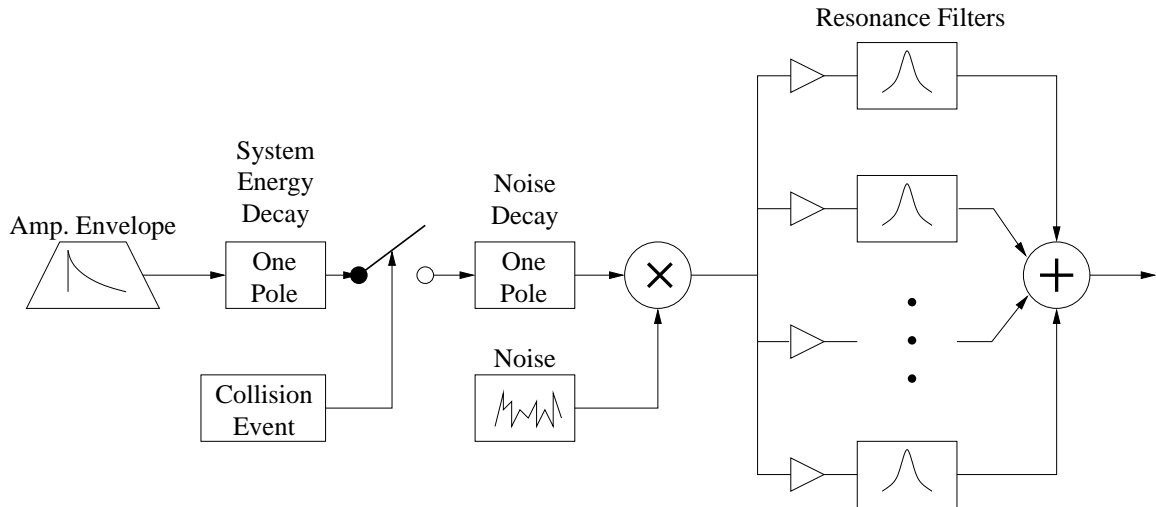 Resonance Filters
System
Energy
Decay
Noise
Decay
Amp. Envelope
One
Pole
One
Pole
Noise
Collision
Event